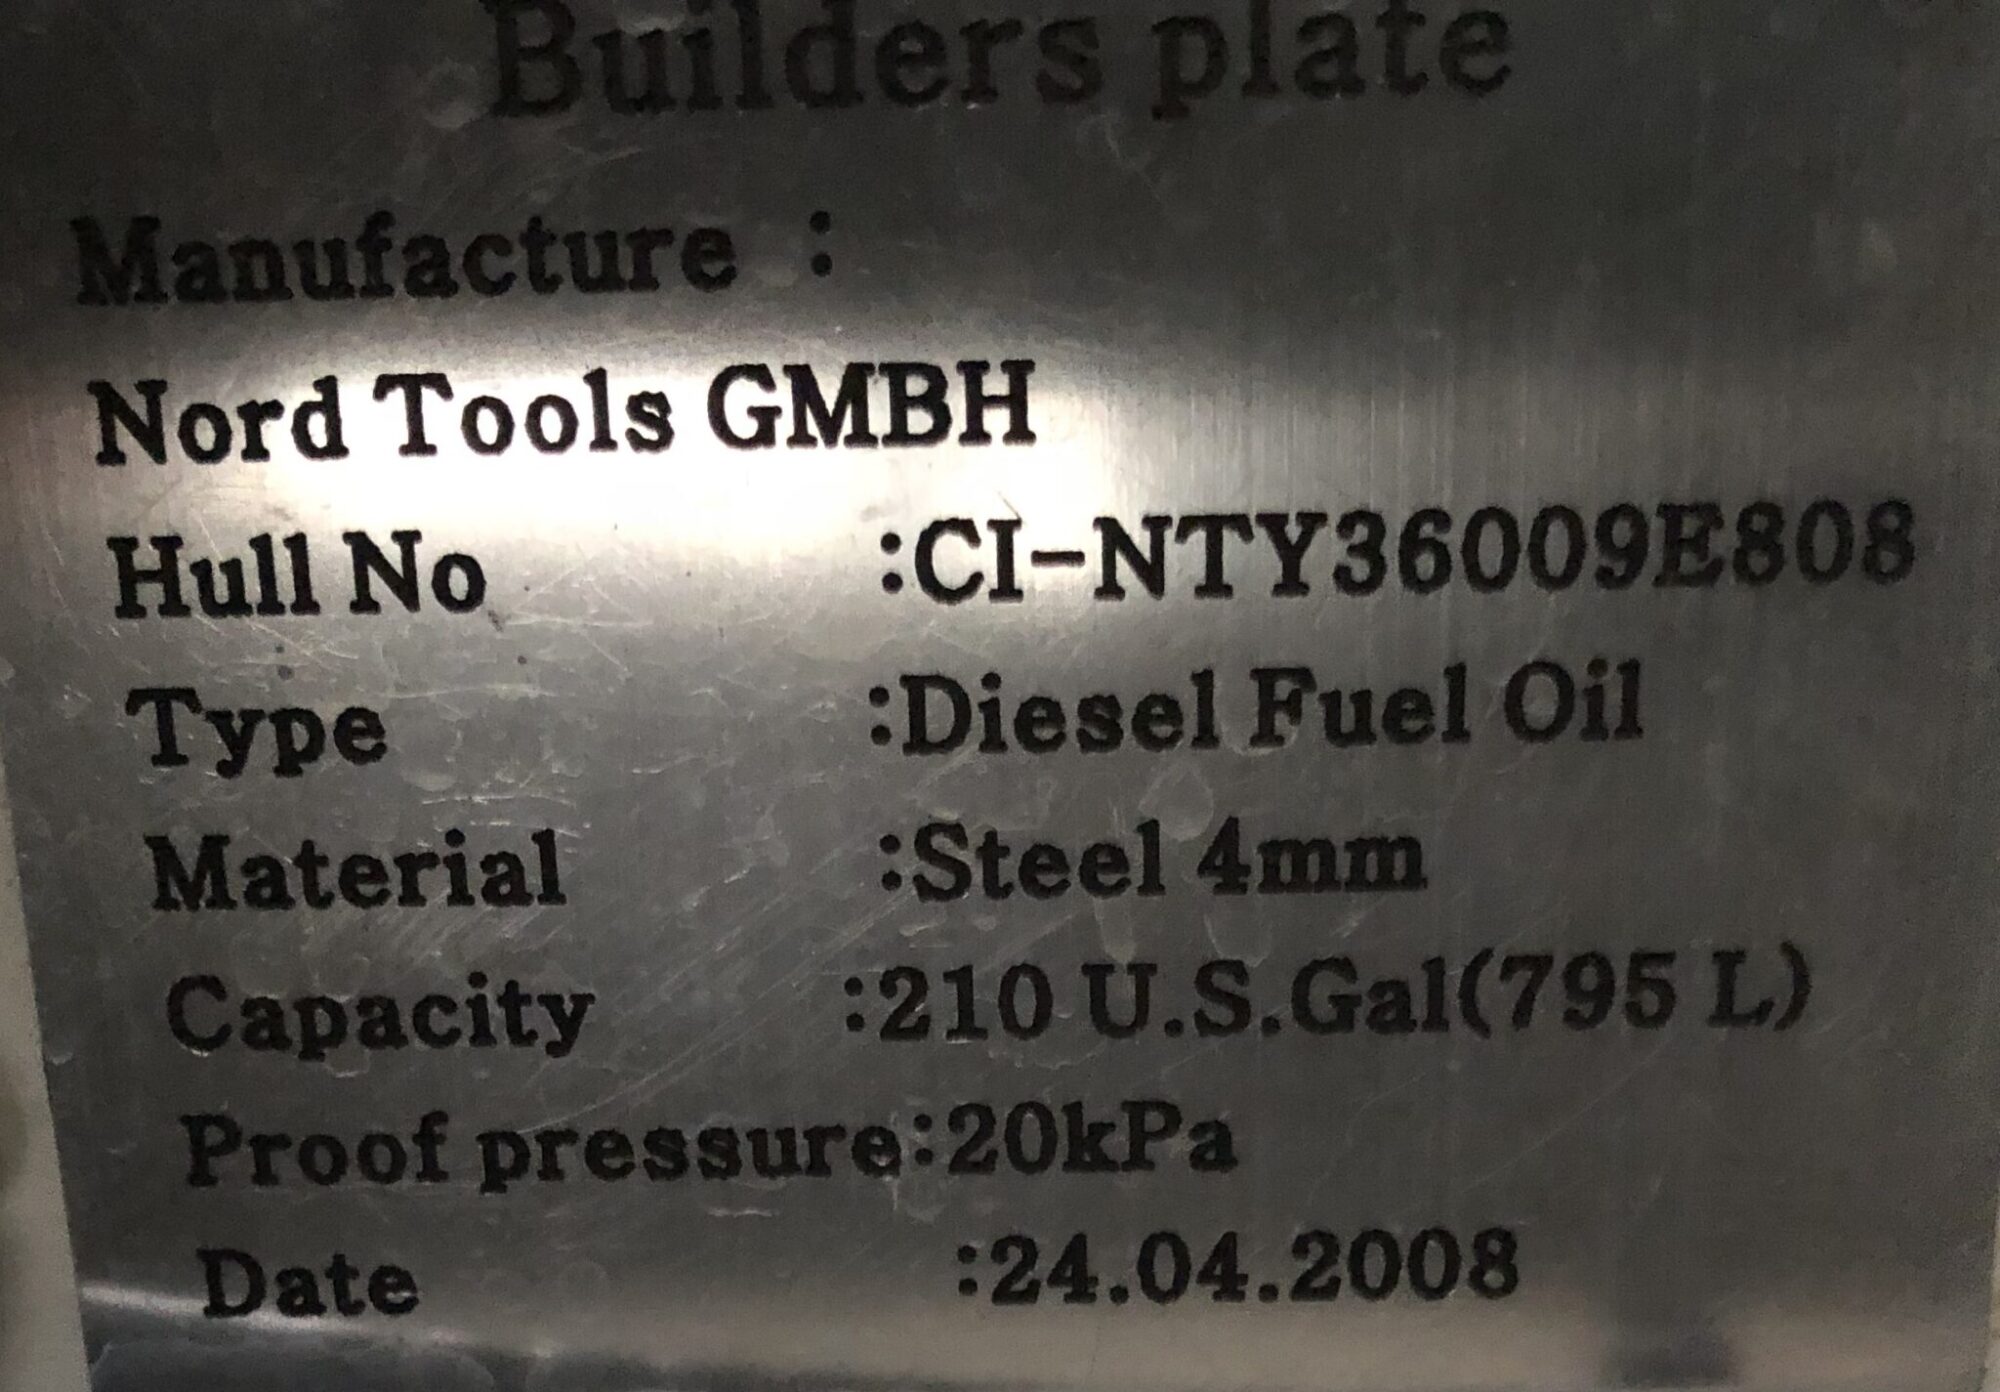 Builders plate
Manufacture :
Nord Tools GMBH
Hull No :CI-NTY36009E808
Type :Diesel Fuel Oil
Material :Steel 4mm
Capacity :210 U.S.Gal(795 L)
Proof pressure:20kPa
Date :24.04.2008